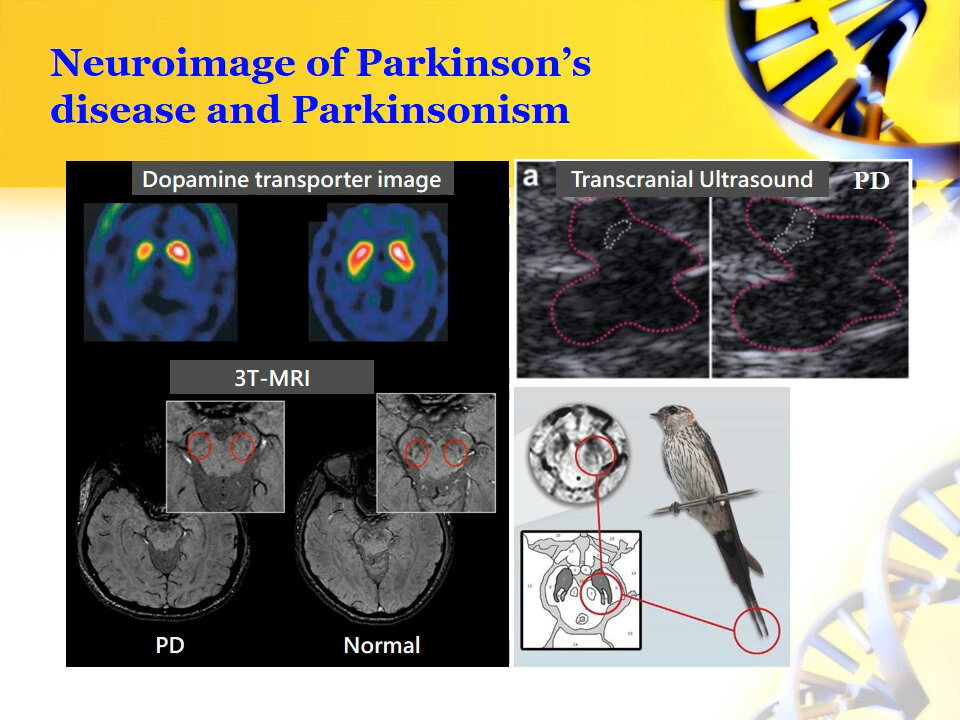 Neuroimage of Parkinson’s
disease and Parkinsonism
Dopamine transporter image
a
Transcranial Ultrasound
PD
3T-MRI
PD
Normal